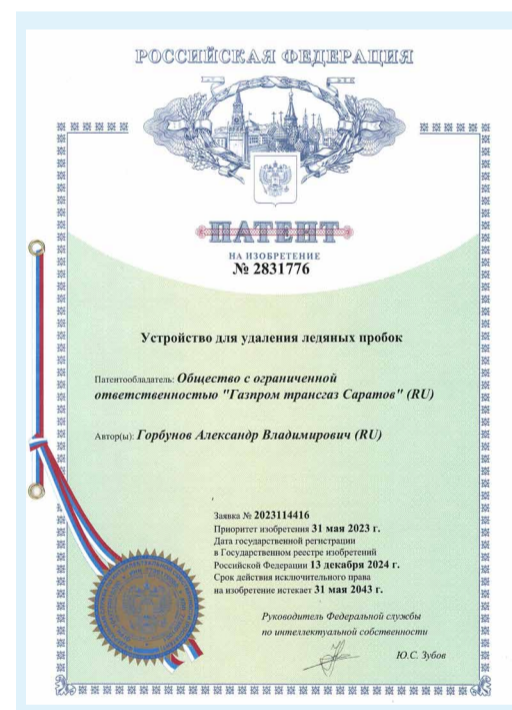 РОССИЙСКАЯ ФЕДЕРАЦИЯ
ПАТЕНТ
НА ИЗОБРЕТЕНИЕ
№ 2831776
Устройство для удаления ледяных пробок
Патентообладатель: Общество с ограниченной
ответственностью "Газпром трансгаз Саратов" (RU)
Автор(ы): Горбунов Александр Владимирович (RU)
Заявка № 2023114416
Приоритет изобретения 31 мая 2023 г.
Дата государственной регистрации
в Государственном реестре изобретений
Российской Федерации 13 декабря 2024 г.
Срок действия исключительного права
на изобретение истекает 31 мая 2043 г.
Руководитель Федеральной службы
по интеллектуальной собственности
Ю.С. Зубов